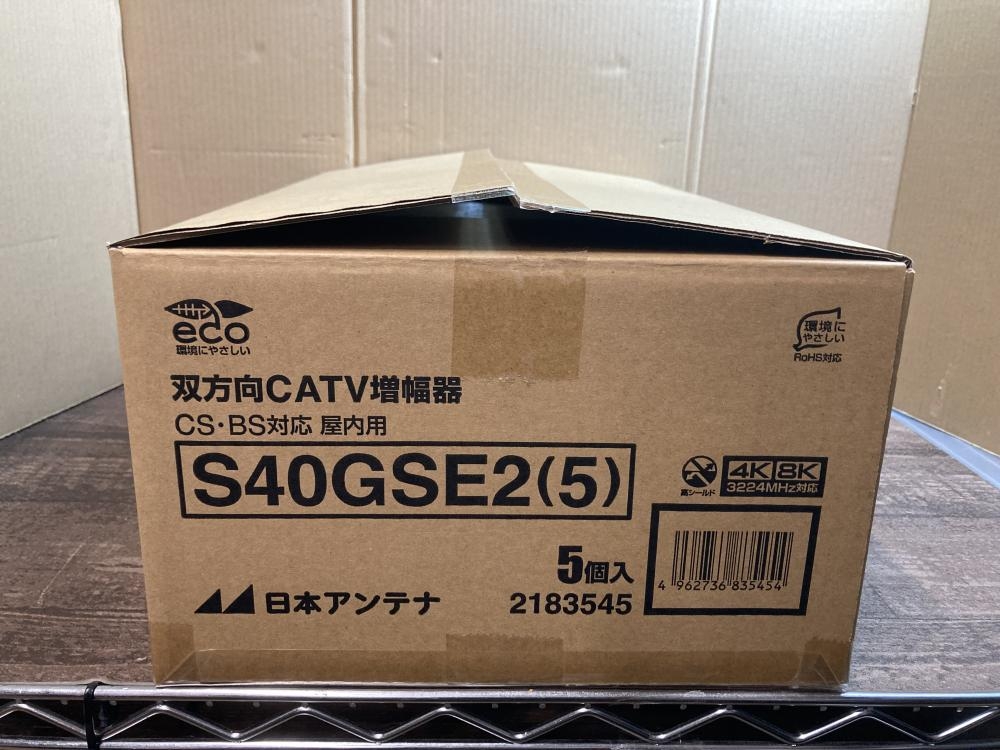 eco
環境にやさしい
環境に
やさしい
RoHS対応
双方向CATV増幅器
CS・BS対応 屋内用
S40GSE2(5)
高シールド
4K 8K
3224MHz対応
5個入
日本アンテナ
2183545
4 962736 835454